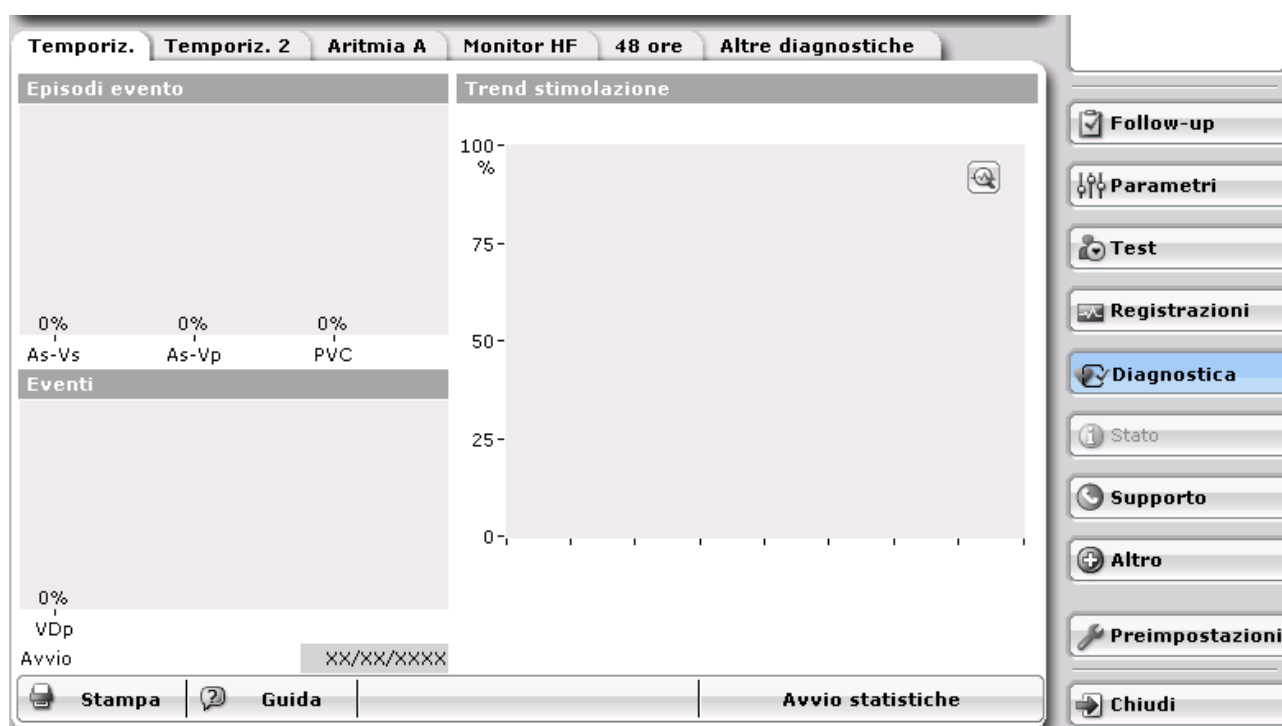 Temporiz. Temporiz. 2 Aritmia A Monitor HF 48 ore Altre diagnostiche
Episodi evento
0% 0% 0%
As-Vs As-Vp PVC
Eventi
0%
VDp
Avvio XX/XX/XXXX
Trend stimolazione
100
%
75
50
25
0
Stampa Guida Avvio statistiche
Follow-up
Parametri
Test
Registrazioni
Diagnostica
Stato
Supporto
Altro
Preimpostazioni
Chiudi